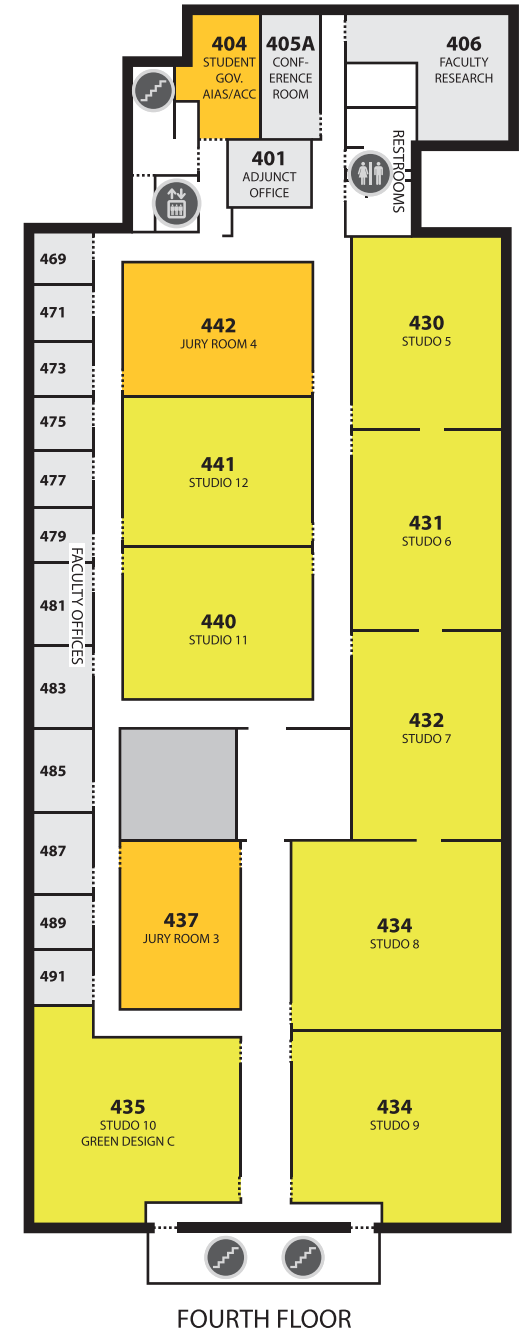 404
STUDENT
GOV.
AIAS/ACC
405A
CONF-
ERENCE
ROOM
406
FACULTY
RESEARCH
401
ADJUNCT
OFFICE
RESTROOMS
469
471
473
475
477
479
481
483
485
487
489
491
FACULTY OFFICES
442
JURY ROOM 4
441
STUDIO 12
440
STUDIO 11
430
STUDO 5
431
STUDO 6
432
STUDO 7
437
JURY ROOM 3
434
STUDO 8
435
STUDO 10
GREEN DESIGN C
434
STUDO 9
FOURTH FLOOR